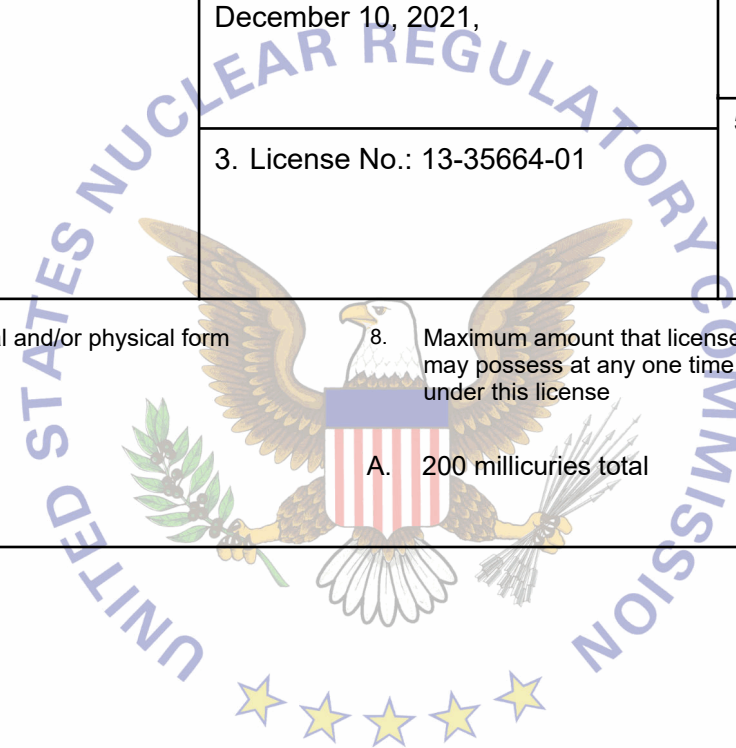 December 10, 2021,
3. License No.: 13-35664-01
and/or physical form
8. Maximum amount that
may possess at any one time
under this license
A. 200 millicuries total
UNITED STATES NUCLEAR REGULATORY COMMISSION